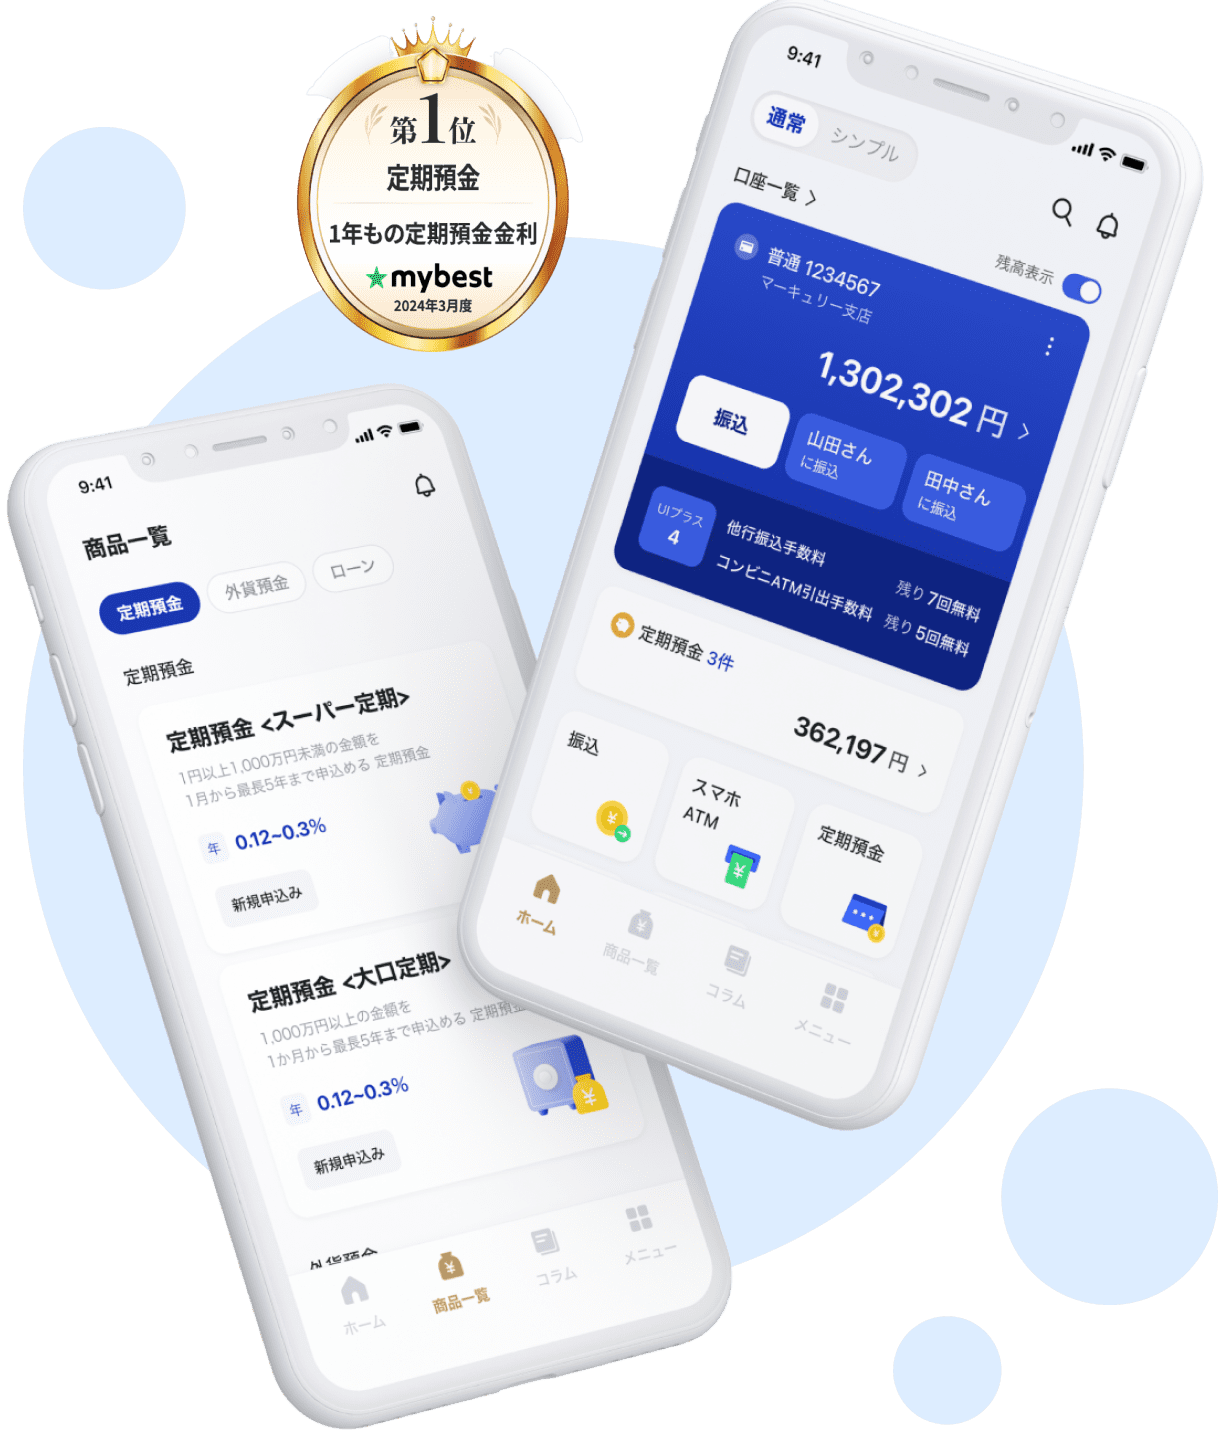 第1位
定期預金
1年もの定期預金金利
mybest
2024年3月度
9:41
通常
シンプル
口座一覧
残高表示
普通 1234567
マーキュリー支店
1,302,302 円
振込
山田さん
に振込
田中さん
に振込
UIプラス
4
他行振込手数料
残り 7回無料
コンビニATM引出手数料
残り 5回無料
定期預金 3件
362,197 円
振込
スマホ
ATM
定期預金
ホーム
商品一覧
コラム
メニュー
9:41
商品一覧
定期預金
外貨預金
ローン
定期預金
定期預金 <スーパー定期>
1円以上1,000万円未満の金額を
1月から最長5年まで申込める 定期預金
年
0.12~0.3%
新規申込み
定期預金 <大口定期>
1,000万円以上の金額を
1か月から最長5年まで申込める 定期預金
年
0.12~0.3%
新規申込み
外貨預金
ホーム
商品一覧
コラム
メニュー